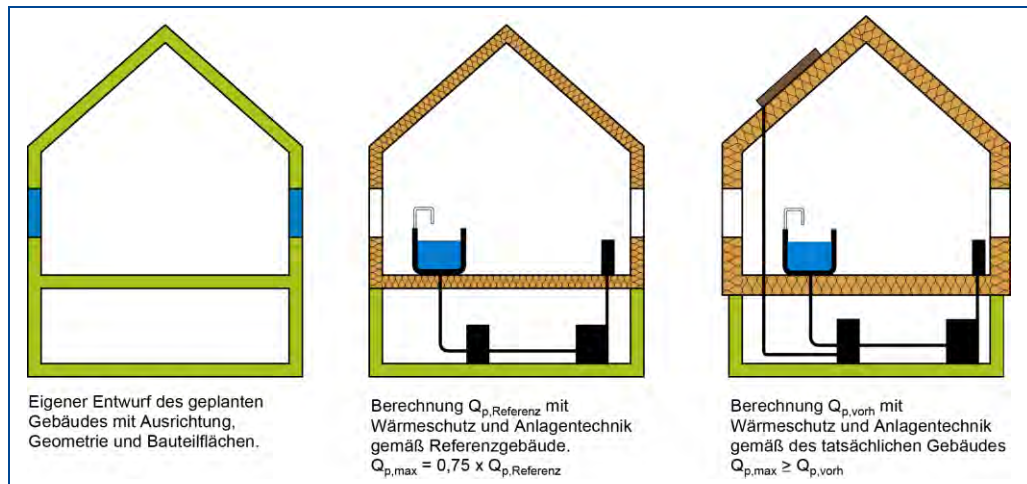 Eigener Entwurf des geplanten
Gebäudes mit Ausrichtung,
Geometrie und Bauteilflächen.
Berechnung Qp,Referenz mit
Wärmeschutz und Anlagentechnik
gemäß Referenzgebäude.
Qp,max = 0,75 x Qp,Referenz
Berechnung Qp,vorh mit
Wärmeschutz und Anlagentechnik
gemäß des tatsächlichen Gebäudes
Qp,max ≥ Qp,vorh